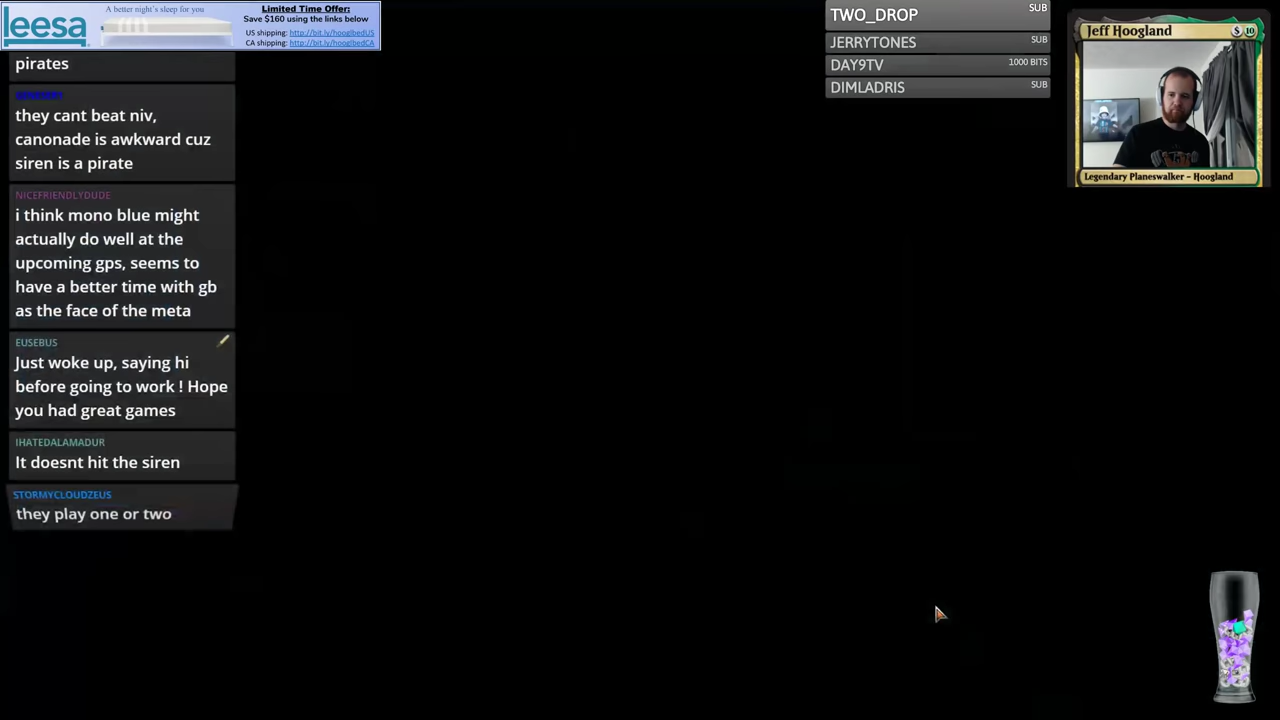 leesa
A better night's sleep for you
Limited Time Offer:
Save $160 using the links below
US shipping: http://bit.ly/hooglbedUS
CA shipping: http://bit.ly/hooglbedCA
pirates
they cant beat niv,
canonade is awkward cuz
siren is a pirate
NICEFRIENDLYDUDE
i think mono blue might
actually do well at the
upcoming gps, seems to
have a better time with gb
as the face of the meta
EUSEBUS
Just woke up, saying hi
before going to work ! Hope
you had great games
IHATEDALAMADUR
It doesnt hit the siren
STORMYCLOUDZEUS
they play one or two
TWO_DROP SUB
JERRYTONES SUB
DAY9TV 1000 BITS
DIMLADRIS SUB
Jeff Hoogland $ 10
Legendary Planeswalker - Hoogland